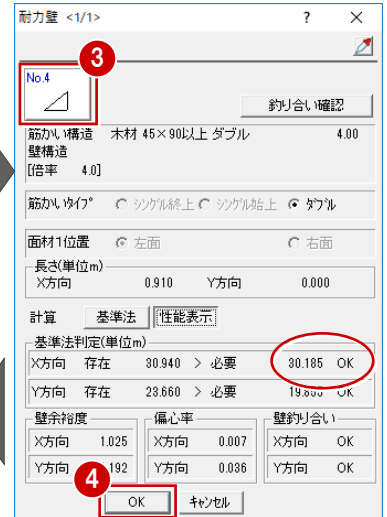 耐力壁 <1/1>
3
No.4
釣り合い確認
筋かい構造 木材 45×90以上 ダブル 4.00
壁構造
[倍率 4.0]
筋かいタイプ シングル終上 シングル始上 ダブル
面材1位置 左面 右面
長さ(単位m)
X方向 0.910 Y方向 0.000
計算 基準法 性能表示
基準法判定(単位m)
X方向 存在 30.940 > 必要 30.185 OK
Y方向 存在 23.660 > 必要 OK
壁余裕度 偏心率 壁釣り合い
X方向 1.025 X方向 0.007 X方向 OK
Y方向 192 Y方向 0.036 Y方向 OK
4
OK キャンセル